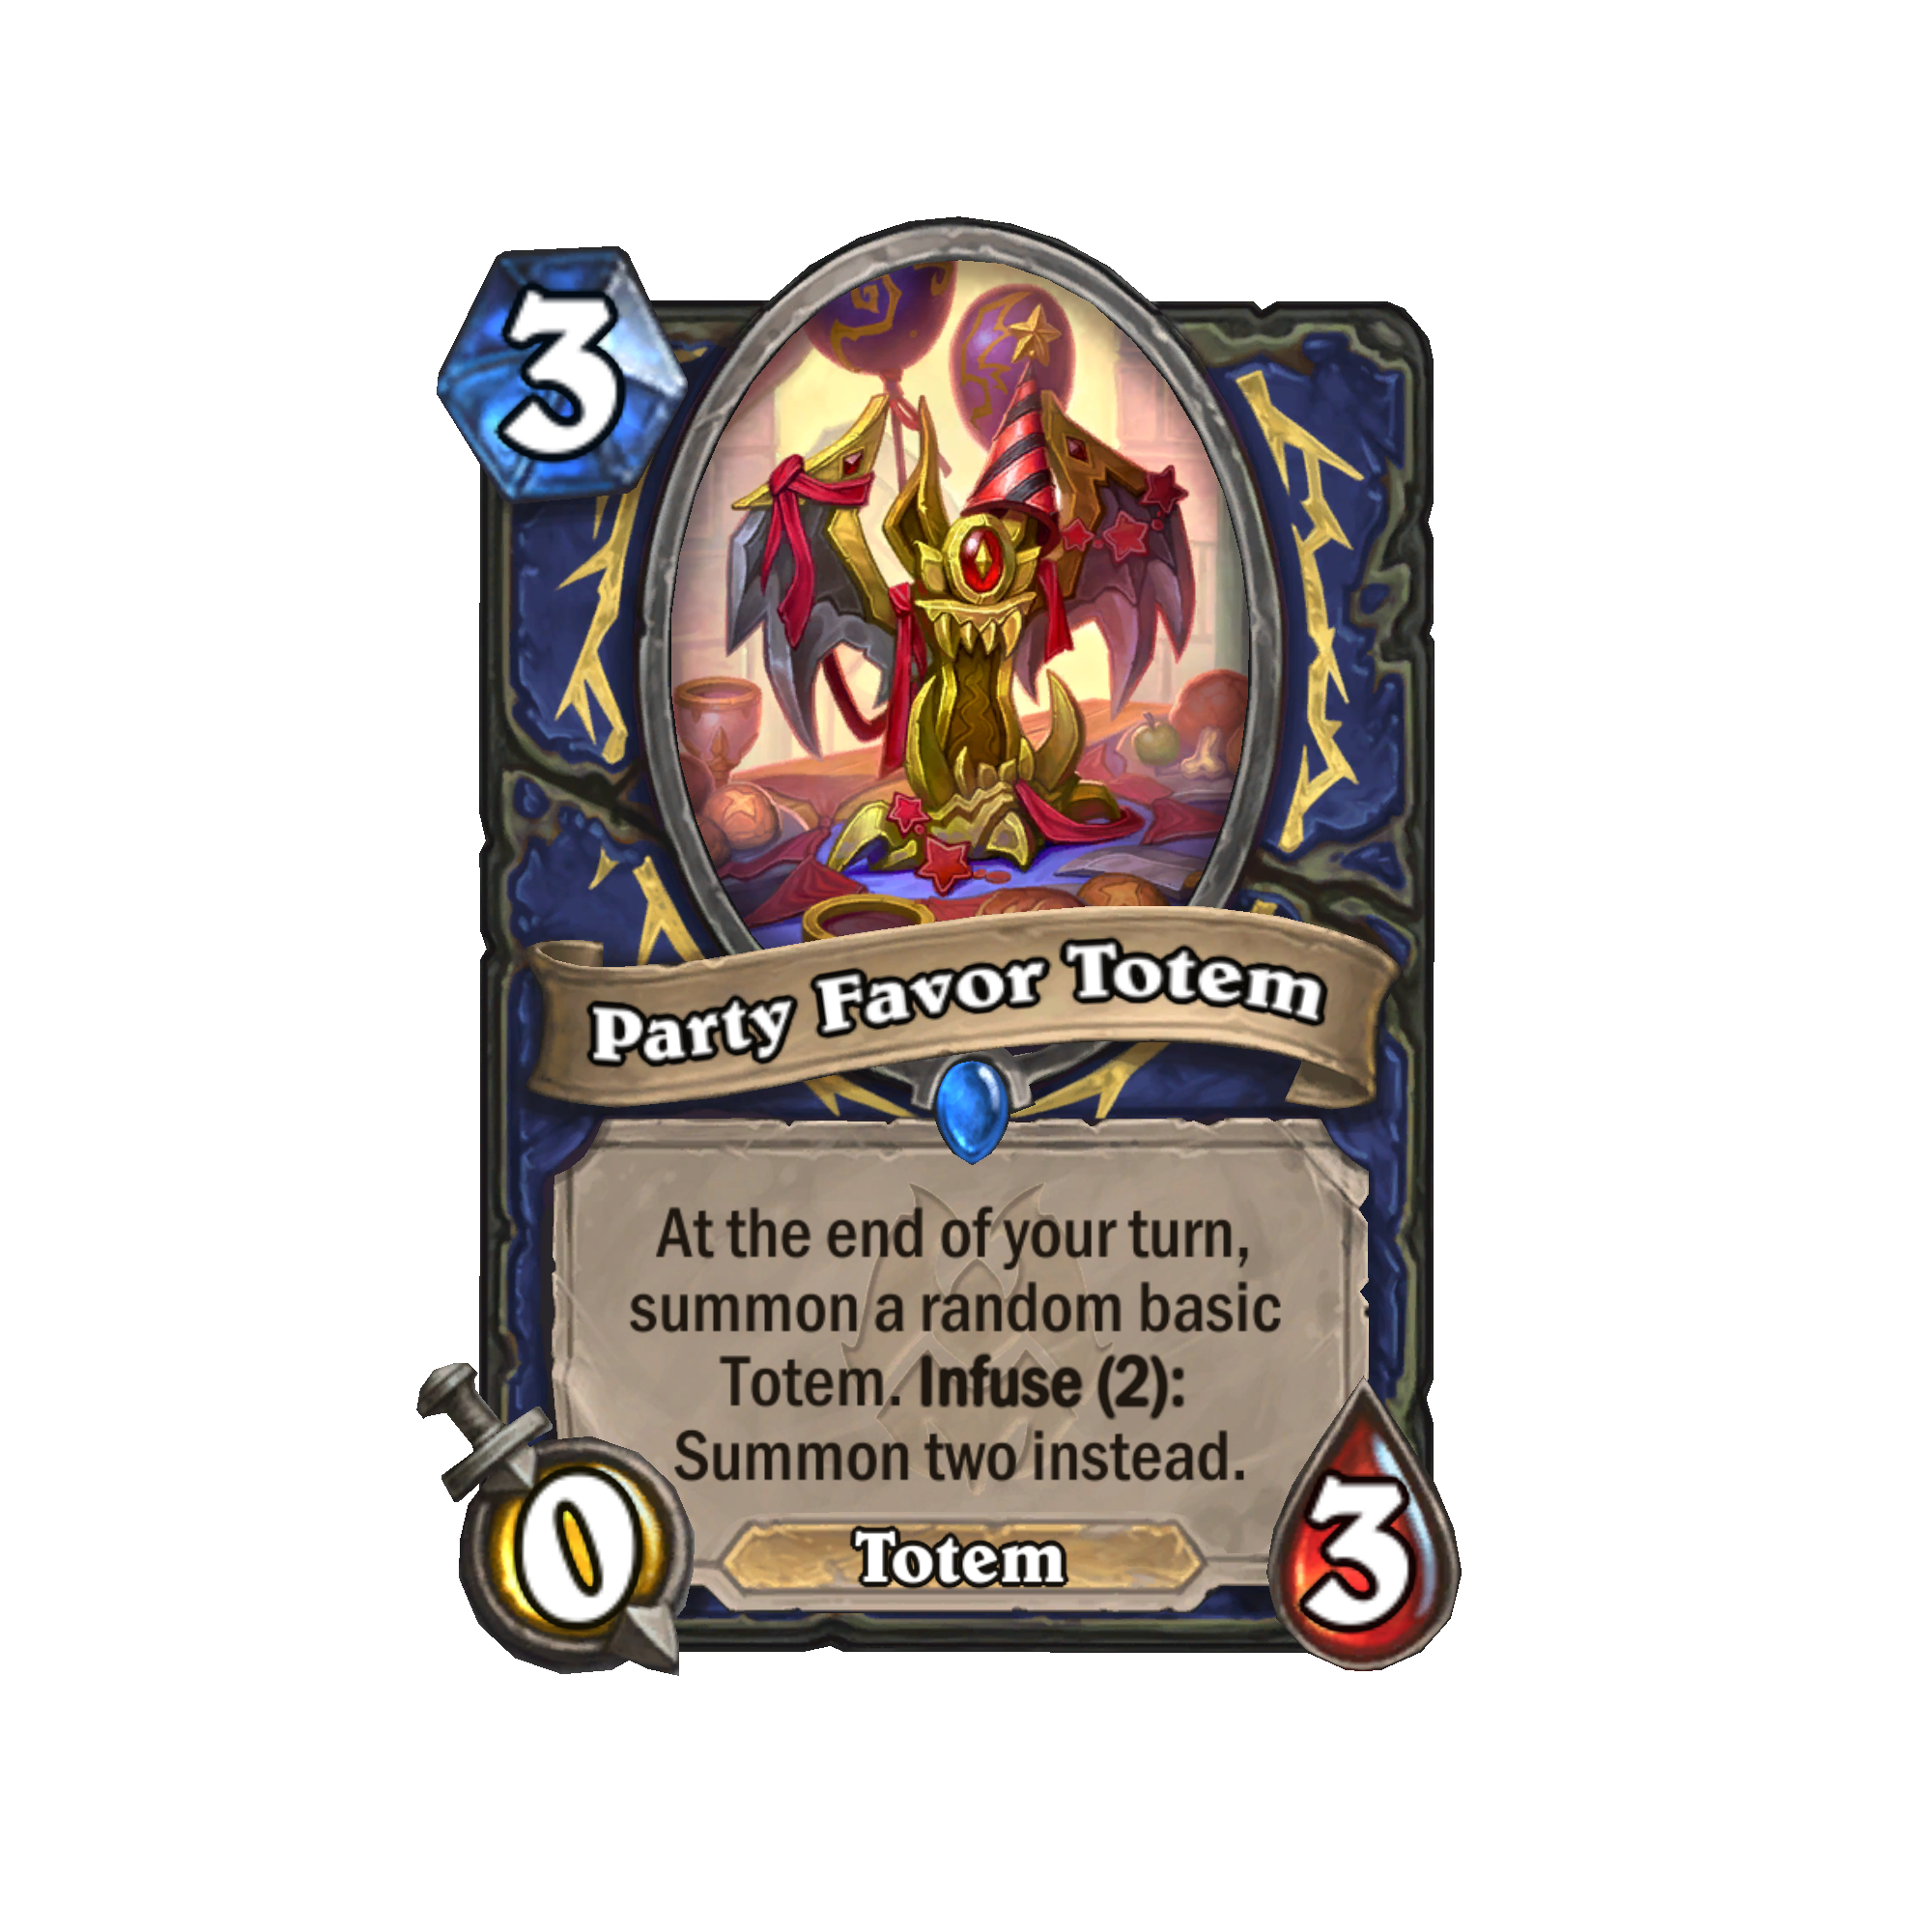 3
Party Favor Totem
At the end of your turn,
summon a random basic
Totem. Infuse (2):
Summon two instead.
Totem
0
3